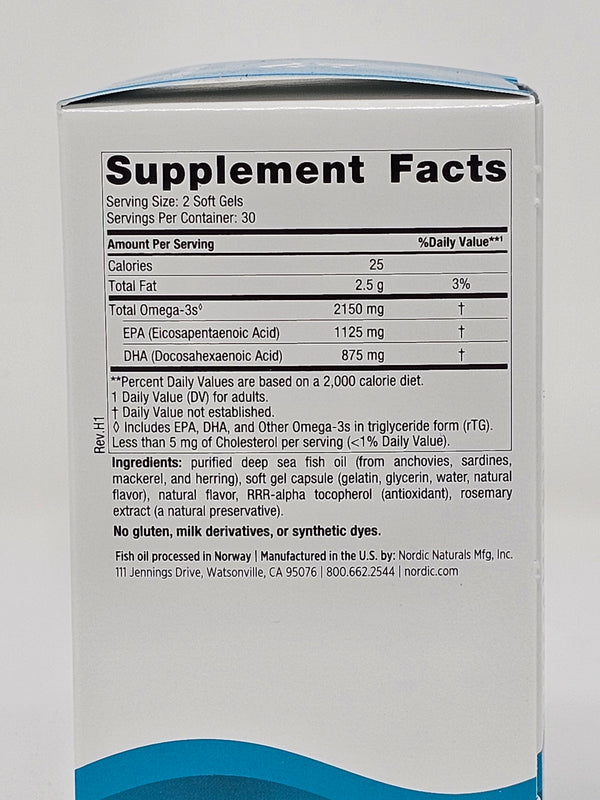 Supplement Facts
Serving Size: 2 Soft Gels
Servings Per Container: 30
Amount Per Serving %Daily Value**¹
Calories 25
Total Fat 2.5 g 3%
Total Omega-3s◊ 2150 mg †
EPA (Eicosapentaenoic Acid) 1125 mg †
DHA (Docosahexaenoic Acid) 875 mg †
**Percent Daily Values are based on a 2,000 calorie diet.
1 Daily Value (DV) for adults.
† Daily Value not established.
◊ Includes EPA, DHA, and Other Omega-3s in triglyceride form (rTG).
Less than 5 mg of Cholesterol per serving (<1% Daily Value).
Rev.H1
Ingredients: purified deep sea fish oil (from anchovies, sardines,
mackerel, and herring), soft gel capsule (gelatin, glycerin, water, natural
flavor), natural flavor, RRR-alpha tocopherol (antioxidant), rosemary
extract (a natural preservative).
No gluten, milk derivatives, or synthetic dyes.
Fish oil processed in Norway | Manufactured in the U.S. by: Nordic Naturals Mfg, Inc.
111 Jennings Drive, Watsonville, CA 95076 | 800.662.2544 | nordic.com